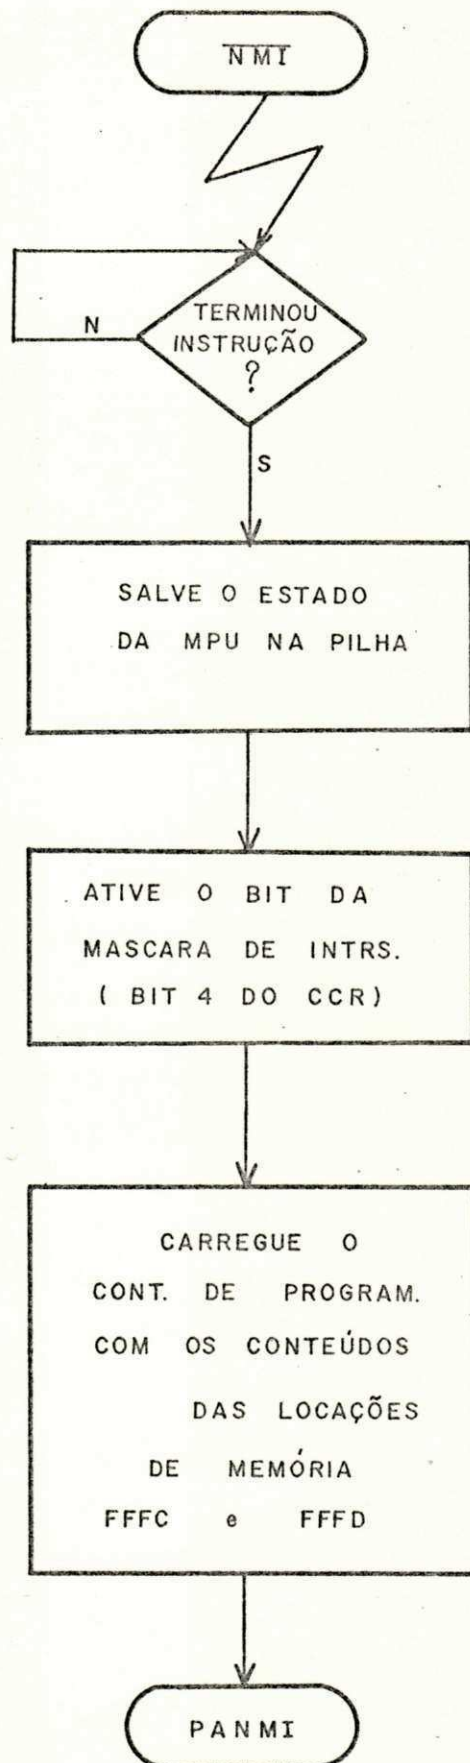 NMI
TERMINOU
INSTRUÇÃO
?
N
S
SALVE O ESTADO
DA MPU NA PILHA
ATIVE O BIT DA
MASCARA DE INTRS.
( BIT 4 DO CCR)
CARREGUE O
CONT. DE PROGRAM.
COM OS CONTEÚDOS
DAS LOCAÇÕES
DE MEMÓRIA
FFFC e FFFD
PANMI